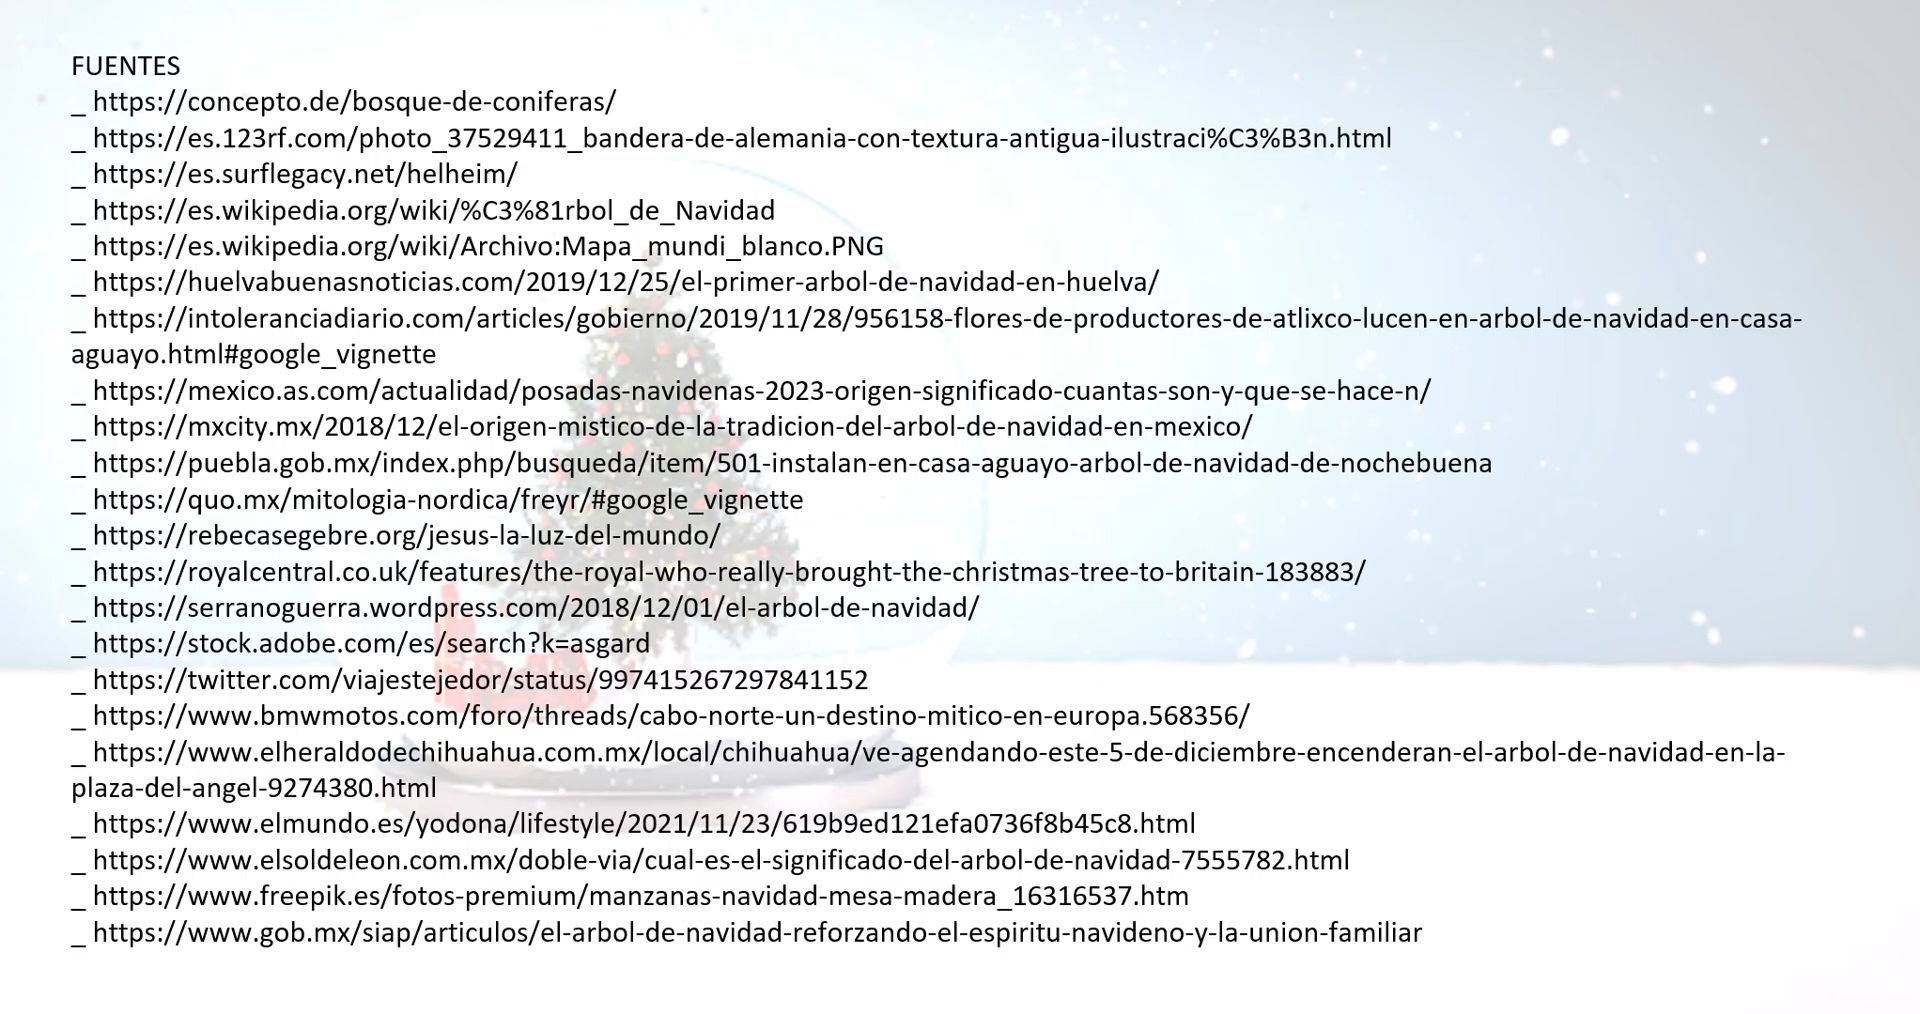 FUENTES
_ https://concepto.de/bosque-de-coniferas/
_ https://es.123rf.com/photo_37529411_bandera-de-alemania-con-textura-antigua-ilustraci%C3%B3n.html
_ https://es.surflegacy.net/helheim/
_ https://es.wikipedia.org/wiki/%C3%81rbol_de_Navidad
_ https://es.wikipedia.org/wiki/Archivo:Mapa_mundi_blanco.PNG
_ https://huelvabuenasnoticias.com/2019/12/25/el-primer-arbol-de-navidad-en-huelva/
_ https://intoleranciadiario.com/articles/gobierno/2019/11/28/956158-flores-de-productores-de-atlixco-lucen-en-arbol-de-navidad-en-casa-
aguayo.html#google_vignette
_ https://mexico.as.com/actualidad/posadas-navidenas-2023-origen-significado-cuantas-son-y-que-se-hace-n/
_ https://mxcity.mx/2018/12/el-origen-mistico-de-la-tradicion-del-arbol-de-navidad-en-mexico/
_ https://puebla.gob.mx/index.php/busqueda/item/501-instalan-en-casa-aguayo-arbol-de-navidad-de-nochebuena
_ https://quo.mx/mitologia-nordica/freyr/#google_vignette
_ https://rebecasegebre.org/jesus-la-luz-del-mundo/
_ https://royalcentral.co.uk/features/the-royal-who-really-brought-the-christmas-tree-to-britain-183883/
_ https://serranoguerra.wordpress.com/2018/12/01/el-arbol-de-navidad/
_ https://stock.adobe.com/es/search?k=asgard
_ https://twitter.com/viajestejedor/status/997415267297841152
_ https://www.bmwmotos.com/foro/threads/cabo-norte-un-destino-mitico-en-europa.568356/
_ https://www.elheraldodechihuahua.com.mx/local/chihuahua/ve-agendando-este-5-de-diciembre-encenderan-el-arbol-de-navidad-en-la-
plaza-del-angel-9274380.html
_ https://www.elmundo.es/yodona/lifestyle/2021/11/23/619b9ed121efa0736f8b45c8.html
_ https://www.elsoldeleon.com.mx/doble-via/cual-es-el-significado-del-arbol-de-navidad-7555782.html
_ https://www.freepik.es/fotos-premium/manzanas-navidad-mesa-madera_16316537.htm
_ https://www.gob.mx/siap/articulos/el-arbol-de-navidad-reforzando-el-espiritu-navideno-y-la-union-familiar